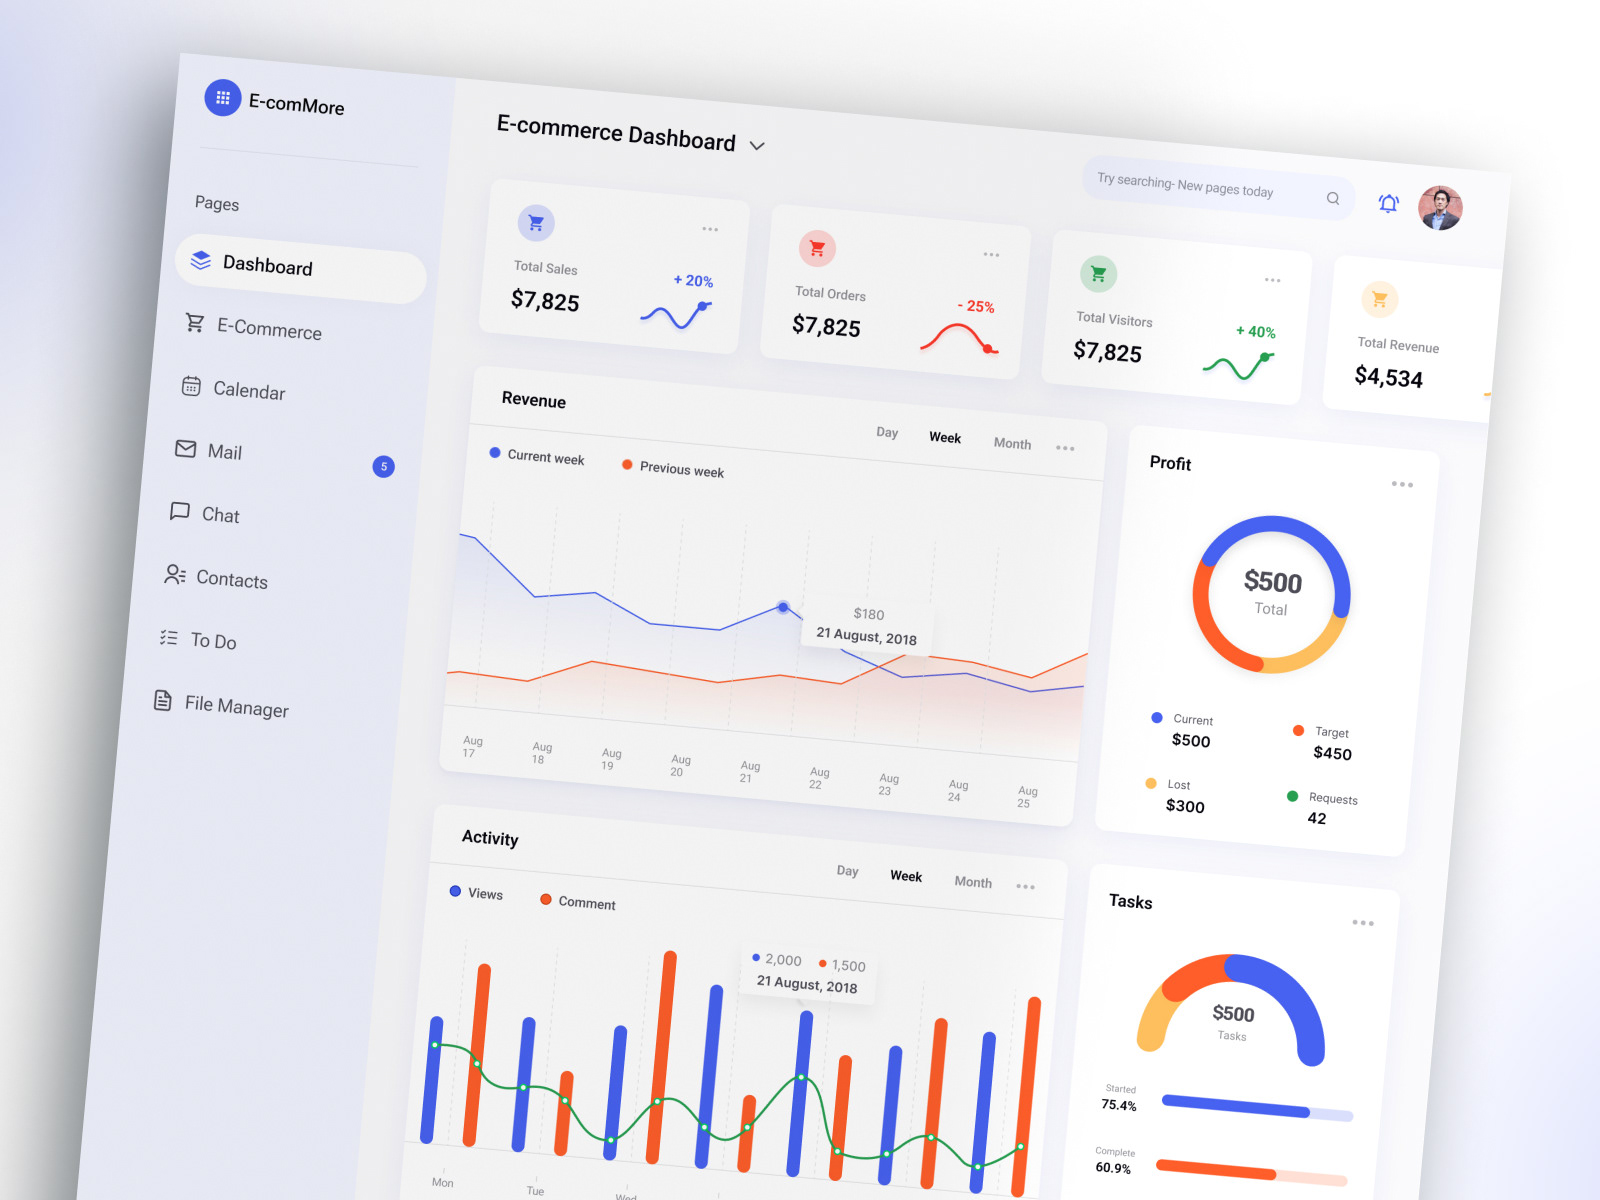 E-comMore
Pages
Dashboard
E-Commerce
Calendar
Mail
5
Chat
Contacts
To Do
File Manager
E-commerce Dashboard
Try searching- New pages today
Total Sales
$7,825
+ 20%
Total Orders
$7,825
- 25%
Total Visitors
$7,825
+ 40%
Total Revenue
$4,534
Revenue
Day Week Month
Current week Previous week
$180
21 August, 2018
Aug 17
Aug 18
Aug 19
Aug 20
Aug 21
Aug 22
Aug 23
Aug 24
Aug 25
Profit
$500
Total
Current
$500
Target
$450
Lost
$300
Requests
42
Activity
Day Week Month
Views Comment
2,000 1,500
21 August, 2018
Mon
Tue
Wed
Tasks
$500
Tasks
Started
75.4%
Complete
60.9%